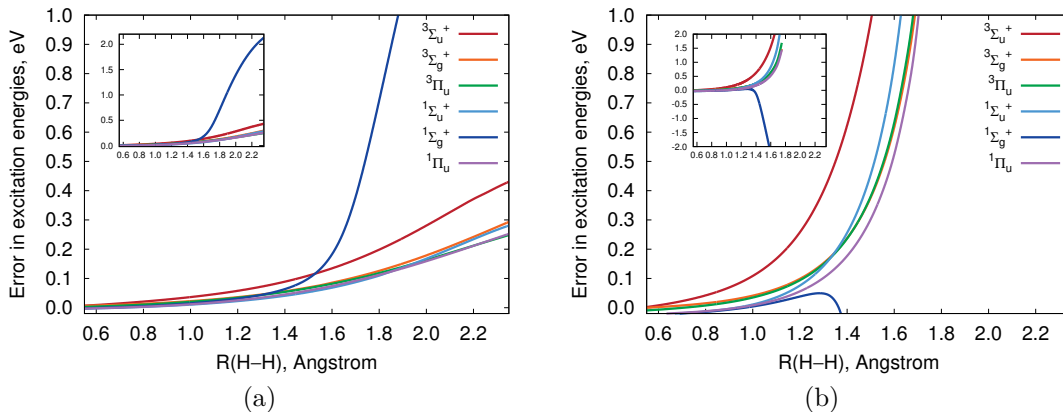 Error in excitation energies, eV
1.0
0.9
0.8
0.7
0.6
0.5
0.4
0.3
0.2
0.1
0.0
2.0
1.5
1.0
0.5
0.0
0.6 0.8 1.0 1.2 1.4 1.6 1.8 2.0 2.2
³Σᵤ⁺
³Σg⁺
³Πᵤ
¹Σᵤ⁺
¹Σg⁺
¹Πᵤ
0.6 0.8 1.0 1.2 1.4 1.6 1.8 2.0 2.2
R(H–H), Angstrom
(a)
Error in excitation energies, eV
1.0
0.9
0.8
0.7
0.6
0.5
0.4
0.3
0.2
0.1
0.0
2.0
1.5
1.0
0.5
0.0
-0.5
-1.0
-1.5
-2.0
0.6 0.8 1.0 1.2 1.4 1.6 1.8 2.0 2.2
³Σᵤ⁺
³Σg⁺
³Πᵤ
¹Σᵤ⁺
¹Σg⁺
¹Πᵤ
0.6 0.8 1.0 1.2 1.4 1.6 1.8 2.0 2.2
R(H–H), Angstrom
(b)